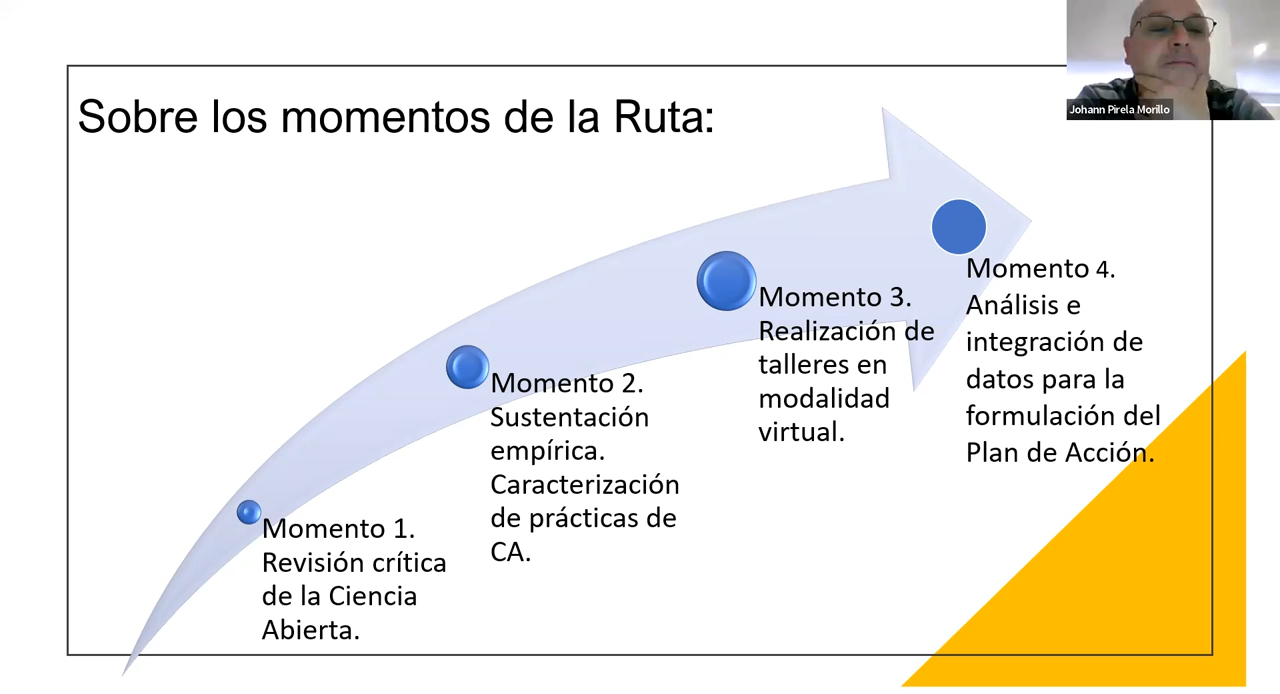 Johann Pirela Morillo
Sobre los momentos de la Ruta:
Momento 1.
Revisión crítica
de la Ciencia
Abierta.
Momento 2.
Sustentación
empírica.
Caracterización
de prácticas de
CA.
Momento 3.
Realización de
talleres en
modalidad
virtual.
Momento 4.
Análisis e
integración de
datos para la
formulación del
Plan de Acción.